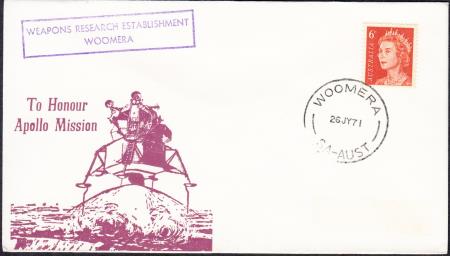 WEAPONS RESEARCH ESTABLISHMENT
WOOMERA
6c
AUSTRALIA
To Honour
Apollo Mission
WOOMERA
26JY71
SA-AUST